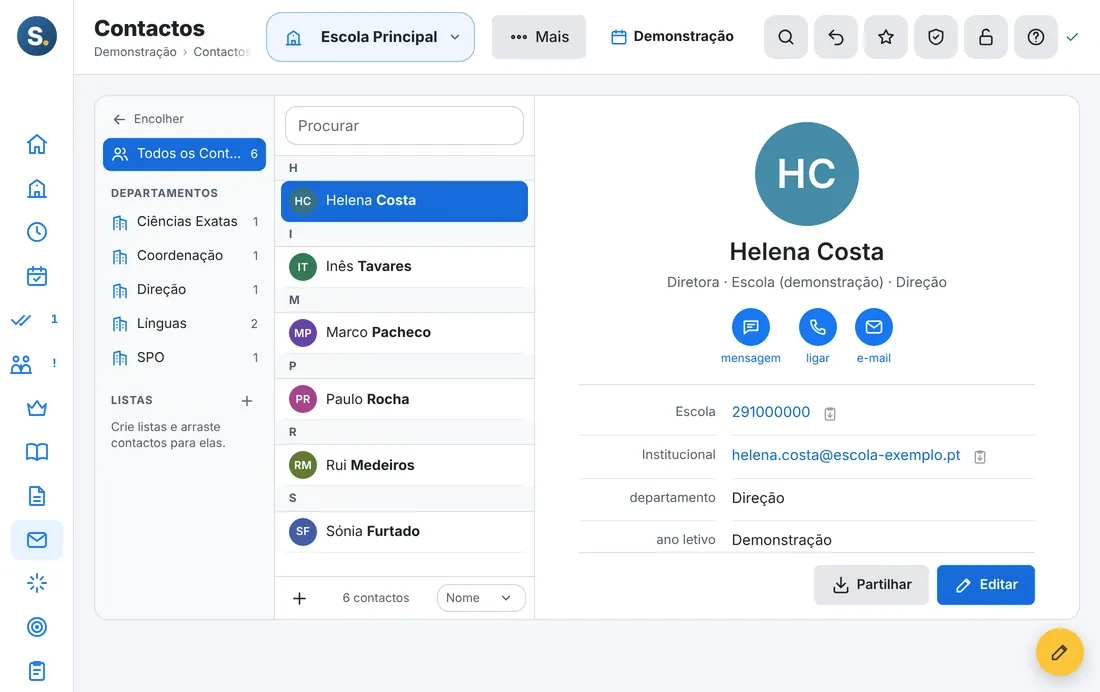 S.
Contactos
Demonstração › Contactos
Escola Principal
Mais
Demonstração
1
!
Encolher
Todos os Cont... 6
DEPARTAMENTOS
Ciências Exatas 1
Coordenação 1
Direção 1
Línguas 2
SPO 1
LISTAS
Crie listas e arraste
contactos para elas.
Procurar
H
HC Helena Costa
I
IT Inês Tavares
M
MP Marco Pacheco
P
PR Paulo Rocha
R
RM Rui Medeiros
S
SF Sónia Furtado
6 contactos
Nome
HC
Helena Costa
Diretora · Escola (demonstração) · Direção
mensagem ligar e-mail
Escola 291000000
Institucional helena.costa@escola-exemplo.pt
departamento Direção
ano letivo Demonstração
Partilhar
Editar